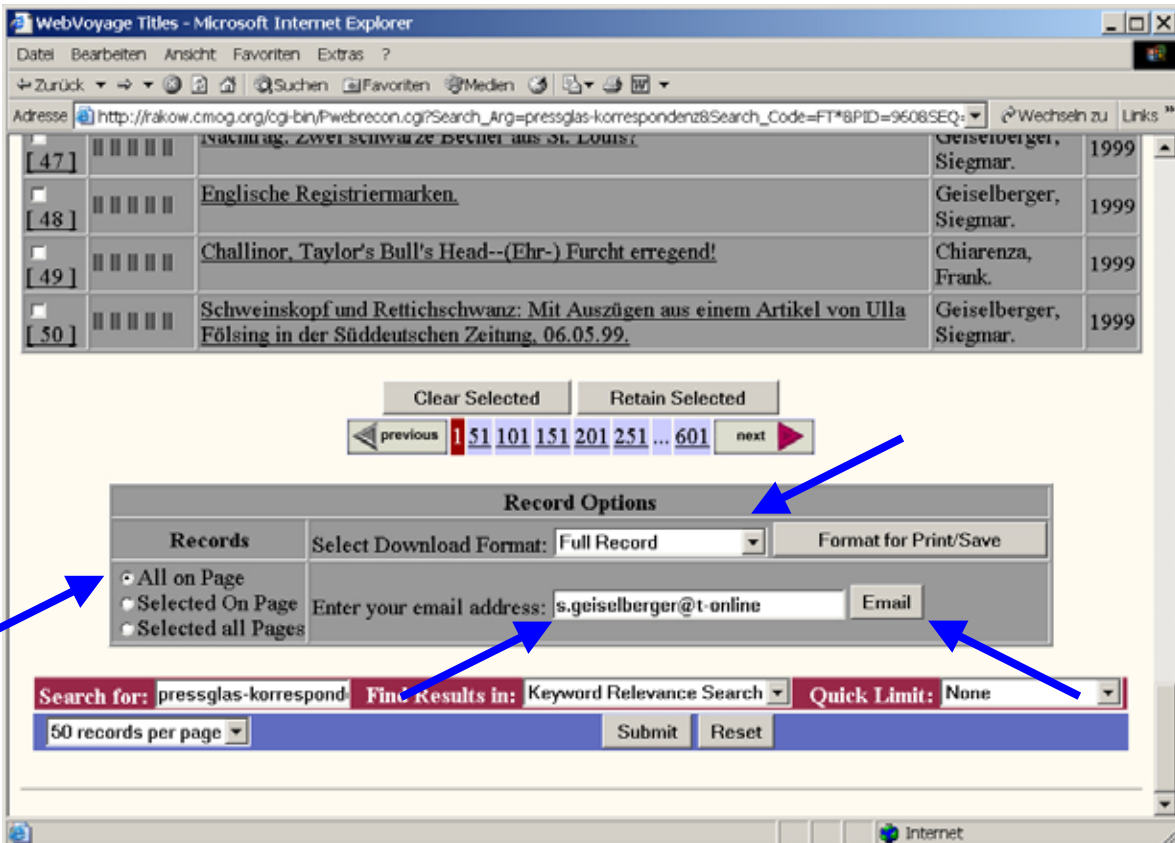 WebVoyage Titles - Microsoft Internet Explorer
Datei Bearbeiten Ansicht Favoriten Extras ?
Zurück Suchen Favoriten Medien
Adresse http://rakow.cmog.org/cgi-bin/Pwebrecon.cgi?Search_Arg=pressglas-korrespondenz&Search_Code=FT*&PID=960&SEQ= Wechseln zu Links »
[ 47 ] Nachtrag. Zwei schwarze Becher aus St. Louis? Geiselberger, Siegmar. 1999
[ 48 ] Englische Registriermarken. Geiselberger, Siegmar. 1999
[ 49 ] Challinor, Taylor's Bull's Head--(Ehr-) Furcht erregend! Chiarenza, Frank. 1999
[ 50 ] Schweinskopf und Rettichschwanz: Mit Auszügen aus einem Artikel von Ulla
Fölsing in der Süddeutschen Zeitung, 06.05.99. Geiselberger, Siegmar. 1999
Clear Selected Retain Selected
previous 1 51 101 151 201 251 ... 601 next
Record Options
Records Select Download Format: Full Record Format for Print/Save
All on Page
Selected On Page
Selected all Pages
Enter your email address: s.geiselberger@t-online Email
Search for: pressglas-korrespond Find Results in: Keyword Relevance Search Quick Limit: None
50 records per page Submit Reset
Internet